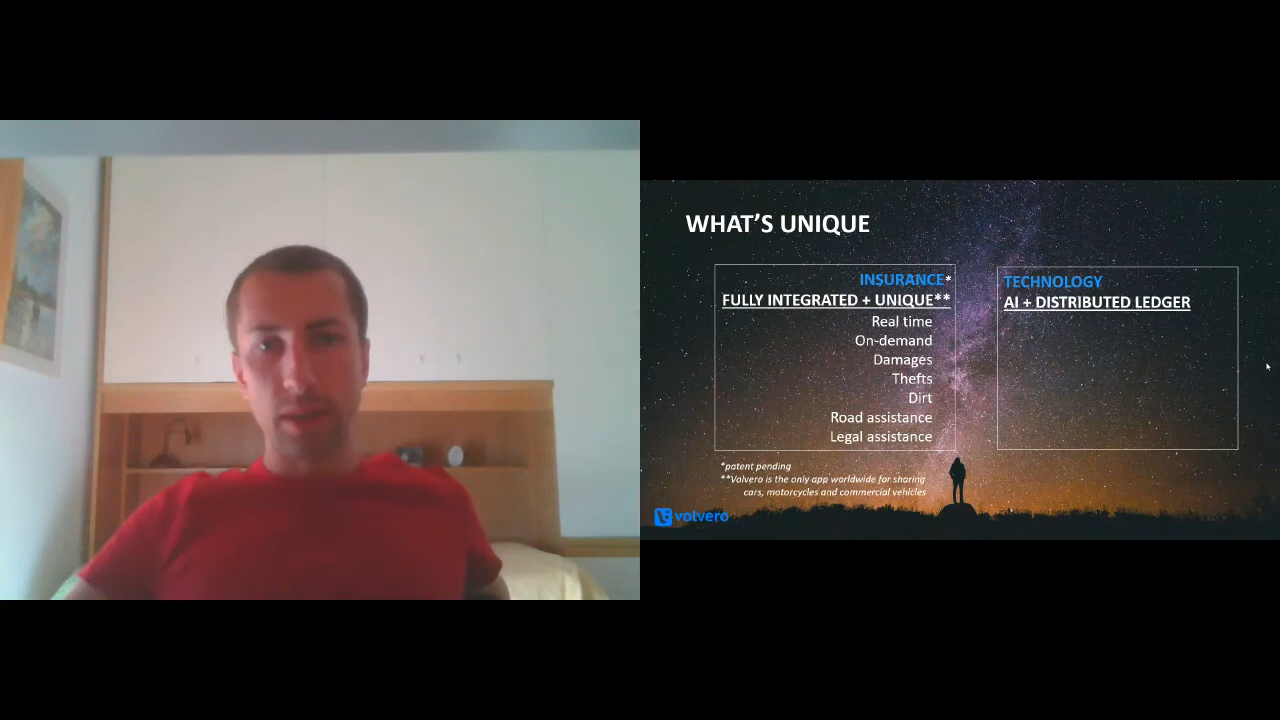 WHAT'S UNIQUE
INSURANCE*
FULLY INTEGRATED + UNIQUE**
Real time
On-demand
Damages
Thefts
Dirt
Road assistance
Legal assistance
TECHNOLOGY
AI + DISTRIBUTED LEDGER
*patent pending
**Volvero is the only app worldwide for sharing
cars, motorcycles and commercial vehicles
volvero